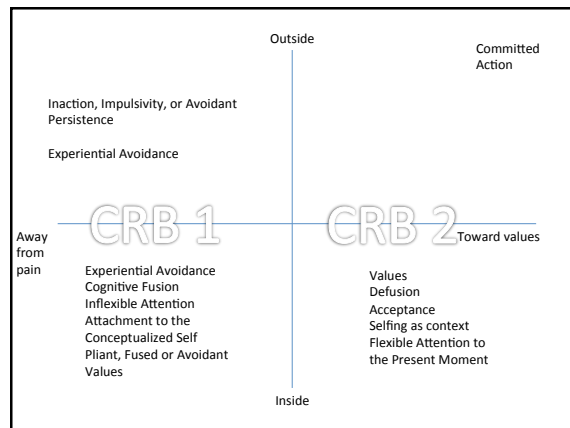 Outside
Committed
Action
Inaction, Impulsivity, or Avoidant
Persistence
Experiential Avoidance
CRB 1
CRB 2
Away
from
pain
Toward values
Experiential Avoidance
Cognitive Fusion
Inflexible Attention
Attachment to the
Conceptualized Self
Pliant, Fused or Avoidant
Values
Values
Defusion
Acceptance
Selfing as context
Flexible Attention to
the Present Moment
Inside